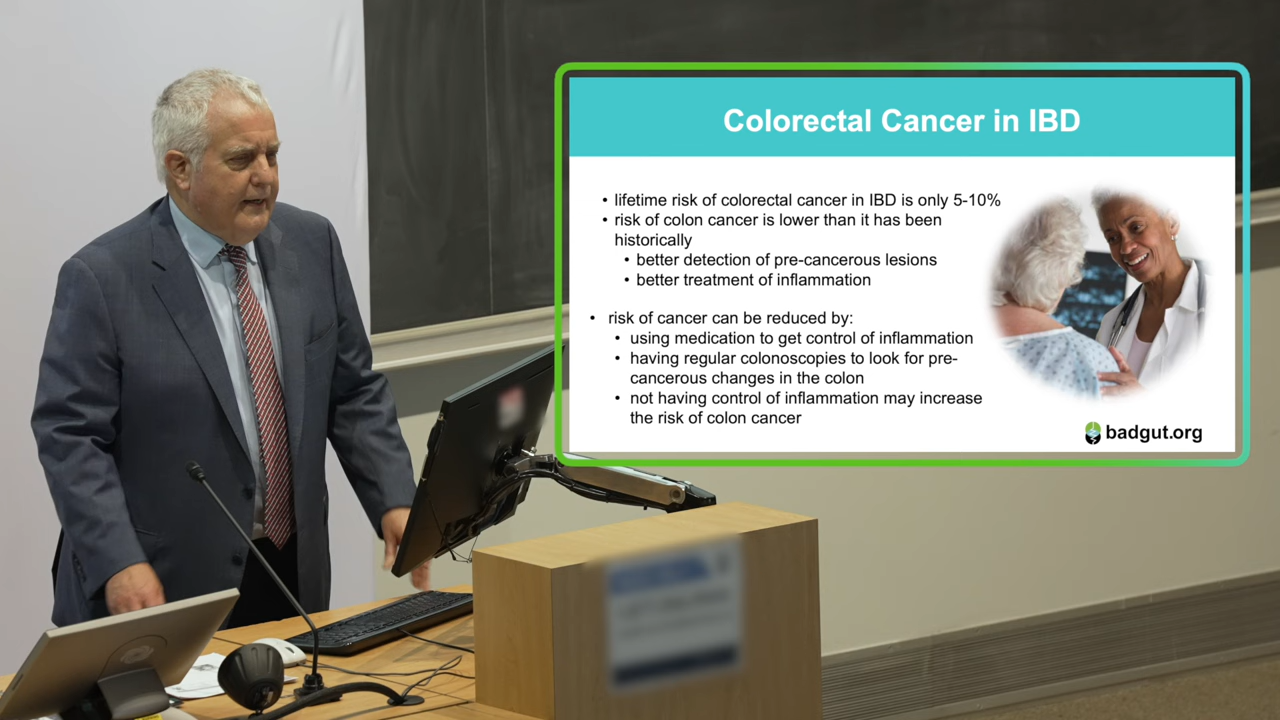 Colorectal Cancer in IBD
• lifetime risk of colorectal cancer in IBD is only 5-10%
• risk of colon cancer is lower than it has been
historically
• better detection of pre-cancerous lesions
• better treatment of inflammation
• risk of cancer can be reduced by:
• using medication to get control of inflammation
• having regular colonoscopies to look for pre-
cancerous changes in the colon
• not having control of inflammation may increase
the risk of colon cancer
badgut.org